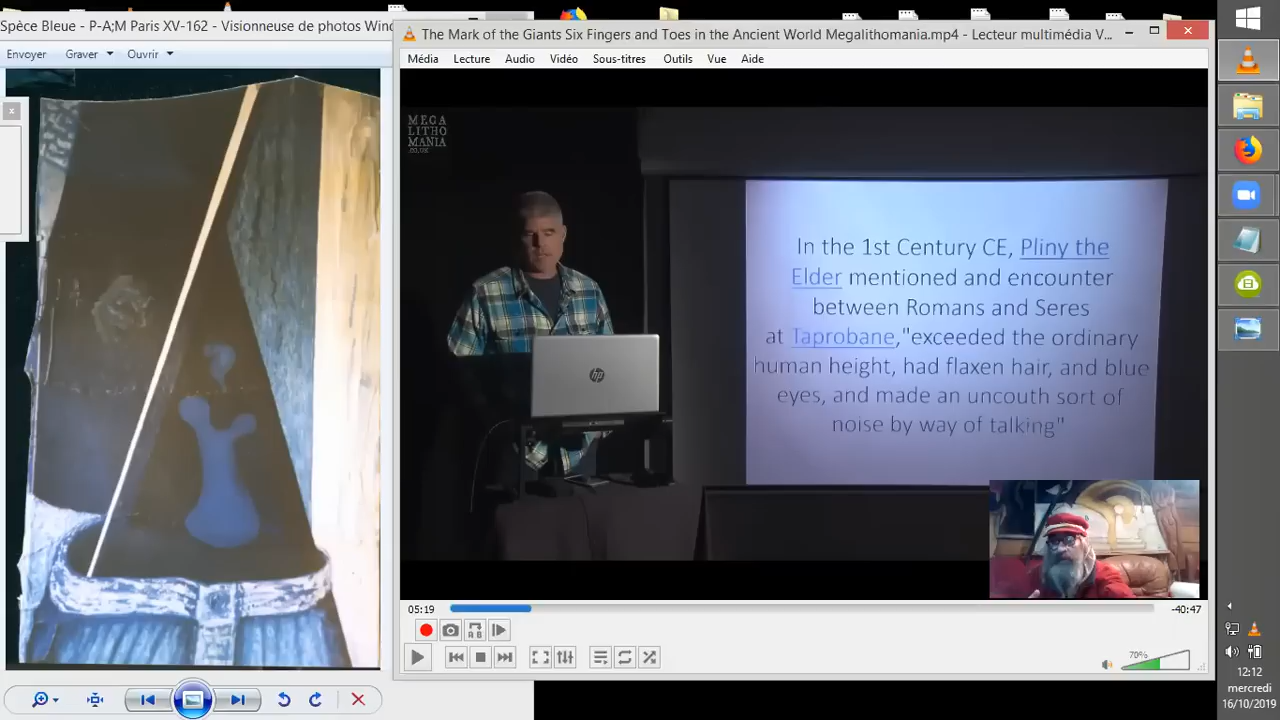 Spèce Bleue - P-A;M Paris XV-162 - Visionneuse de photos Wind
Envoyer Graver Ouvrir
The Mark of the Giants Six Fingers and Toes in the Ancient World Megalithomania.mp4 - Lecteur multimédia V...
Média Lecture Audio Vidéo Sous-titres Outils Vue Aide
MEGA
LITHO
MANIA
.CO.UK
In the 1st Century CE, Pliny the
Elder mentioned and encounter
between Romans and Seres
at Taprobane,"exceeded the ordinary
human height, had flaxen hair, and blue
eyes, and made an uncouth sort of
noise by way of talking"
hp
05:19
-40:47
70%
12:12
mercredi
16/10/2019